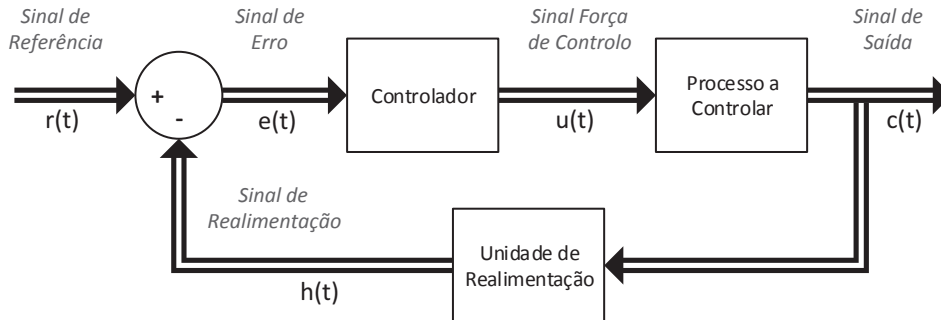 Sinal de
Referência
Sinal de
Erro
Sinal Força
de Controlo
Sinal de
Saída
+
-
Controlador
Processo a
Controlar
r(t)
e(t)
u(t)
c(t)
Sinal de
Realimentação
Unidade de
Realimentação
h(t)